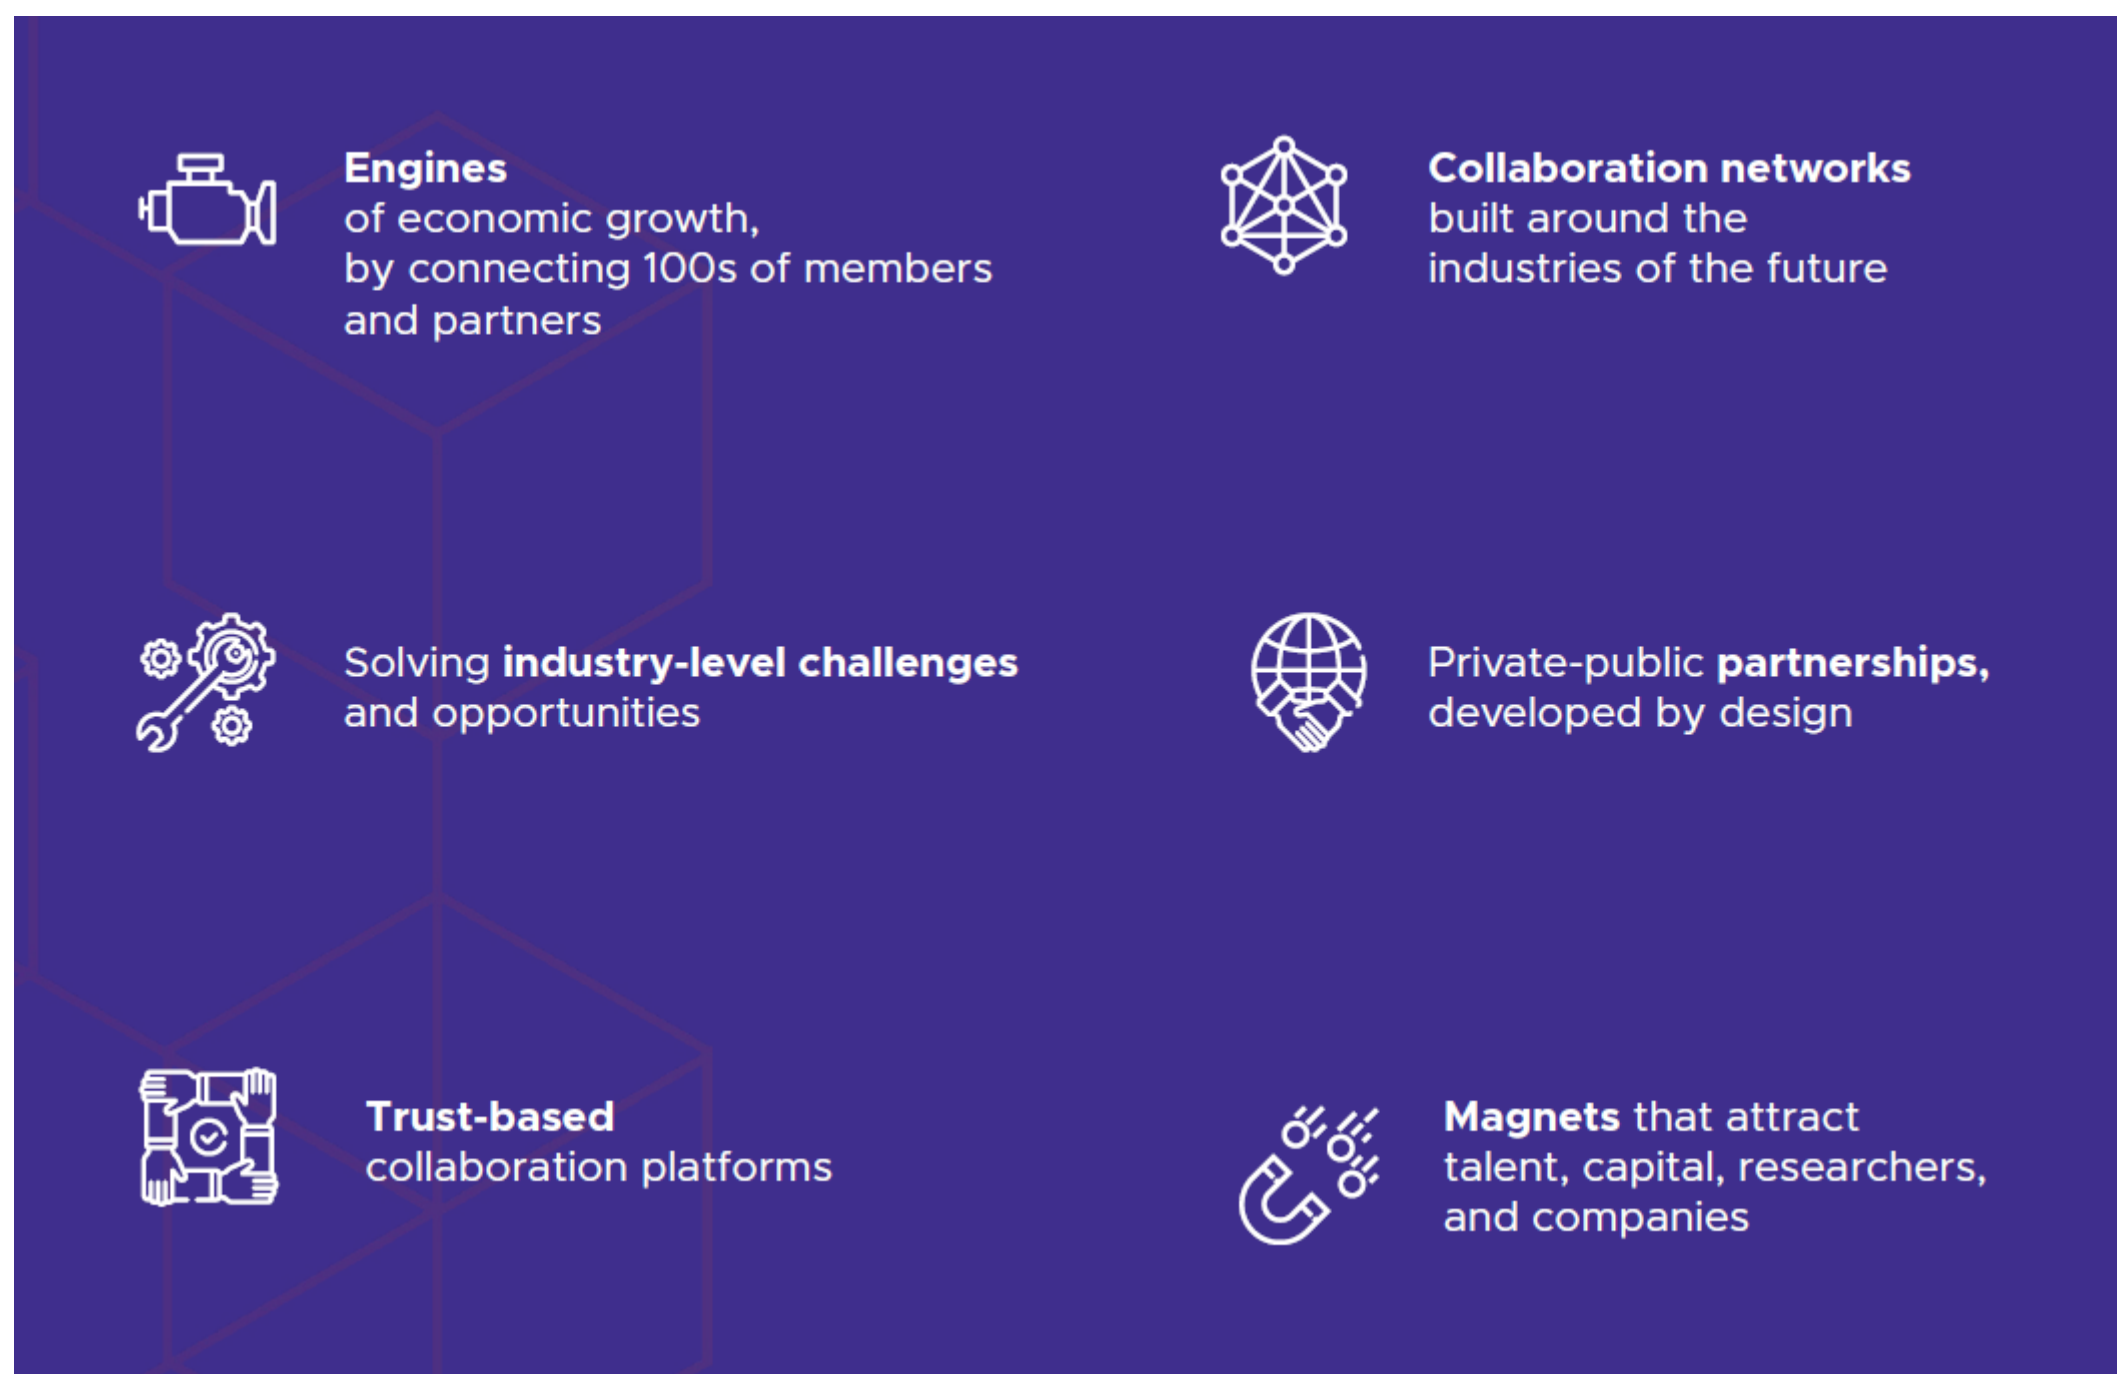 Engines
of economic growth,
by connecting 100s of members
and partners
Collaboration networks
built around the
industries of the future
Solving industry-level challenges
and opportunities
Private-public partnerships,
developed by design
Trust-based
collaboration platforms
Magnets that attract
talent, capital, researchers,
and companies